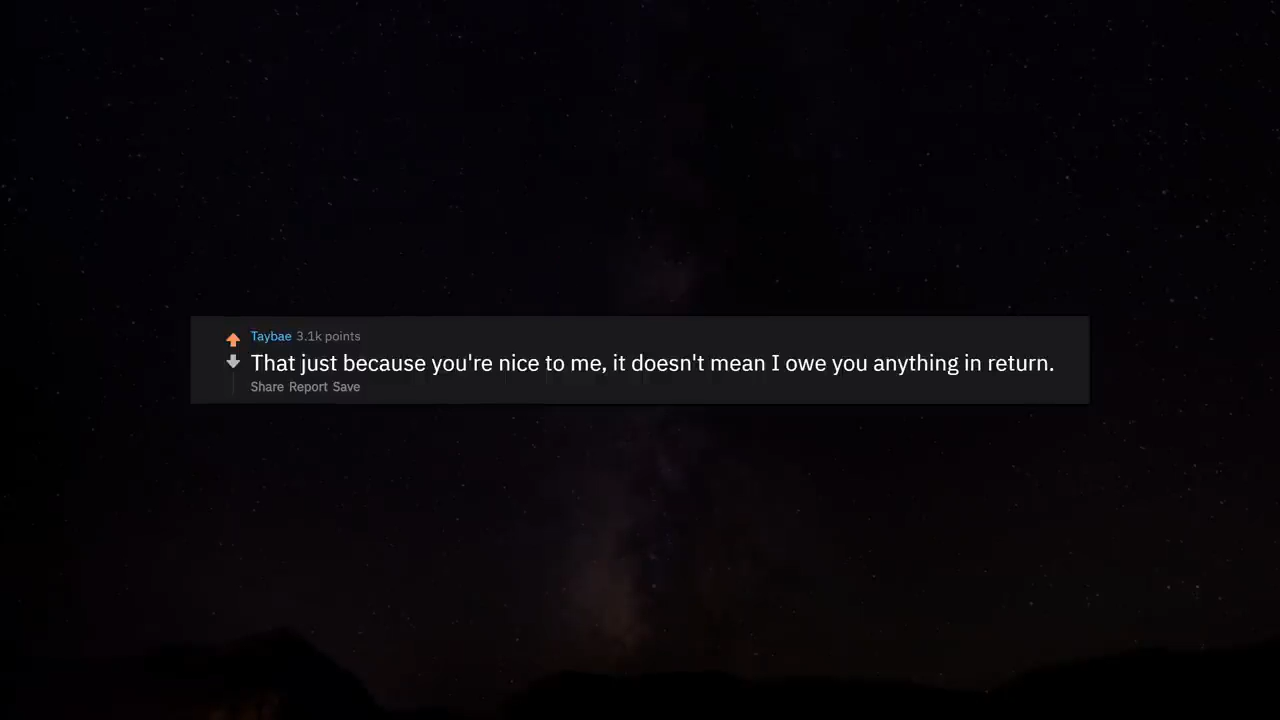 Taybae 3.1k points
That just because you're nice to me, it doesn't mean I owe you anything in return.
Share Report Save